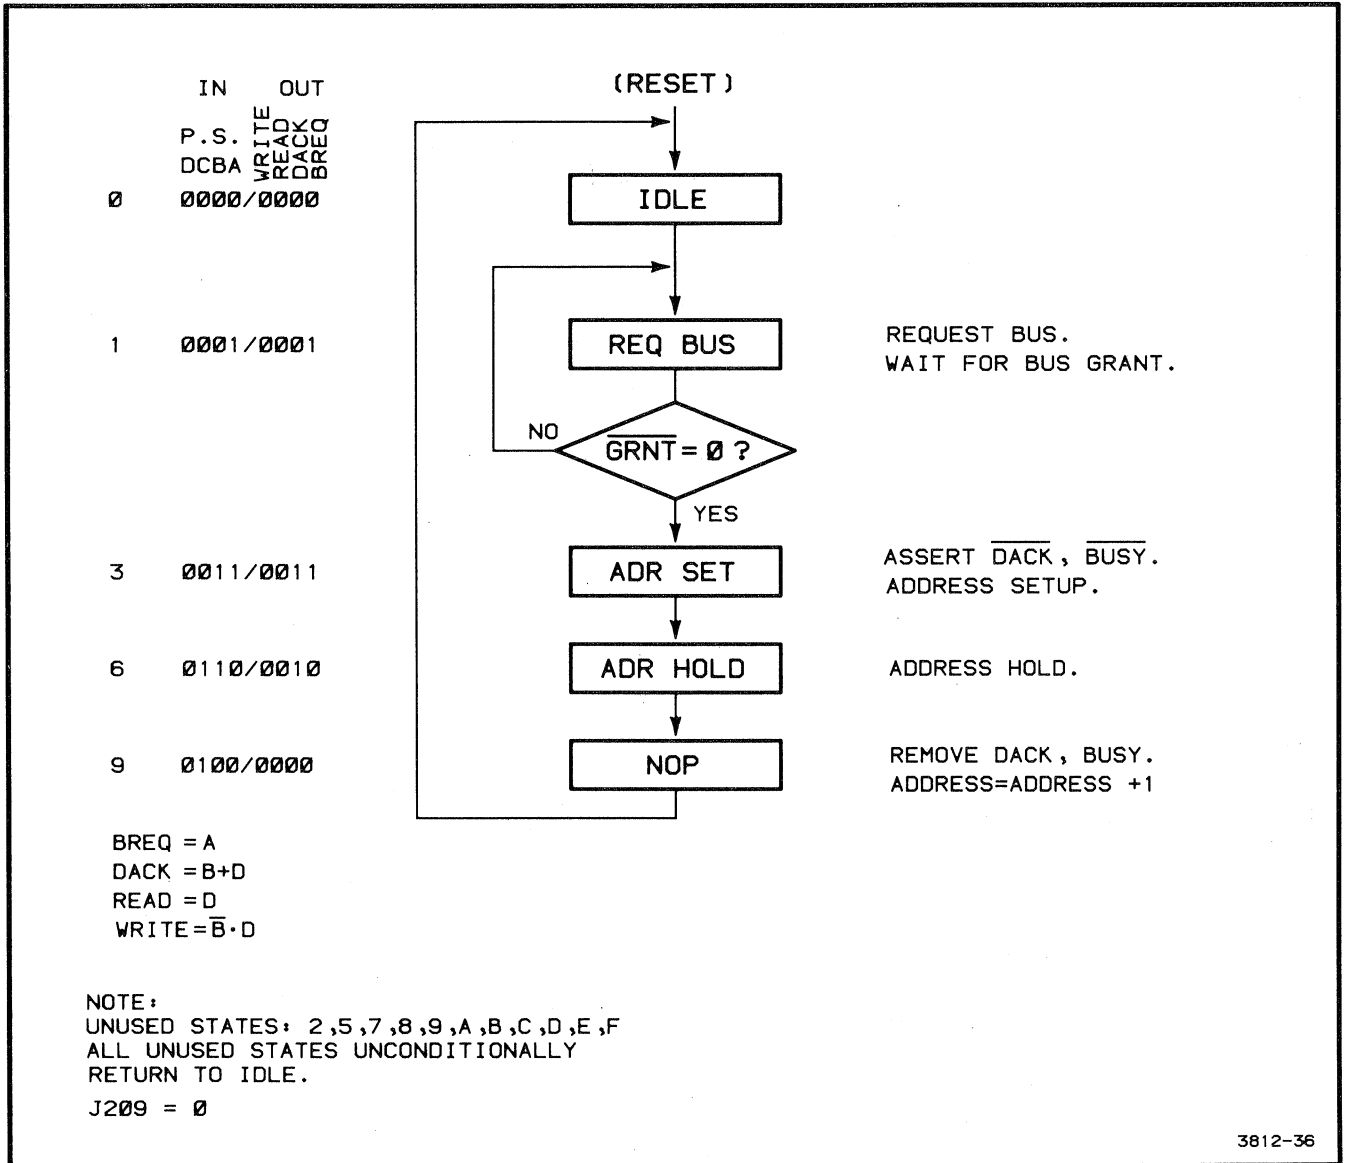 IN OUT
(RESET)
P.S.
DCBA
WRITE
READ
DACK
BREQ
0 0000/0000
IDLE
1 0001/0001
REQ BUS
REQUEST BUS.
WAIT FOR BUS GRANT.
NO
G̅R̅N̅T̅ = 0 ?
YES
3 0011/0011
ADR SET
ASSERT D̅A̅C̅K̅, B̅U̅S̅Y̅.
ADDRESS SETUP.
6 0110/0010
ADR HOLD
ADDRESS HOLD.
9 0100/0000
NOP
REMOVE DACK, BUSY.
ADDRESS=ADDRESS +1
BREQ = A
DACK = B+D
READ = D
WRITE = B̅·D
NOTE:
UNUSED STATES: 2,5,7,8,9,A,B,C,D,E,F
ALL UNUSED STATES UNCONDITIONALLY
RETURN TO IDLE.
J209 = 0
3812-36